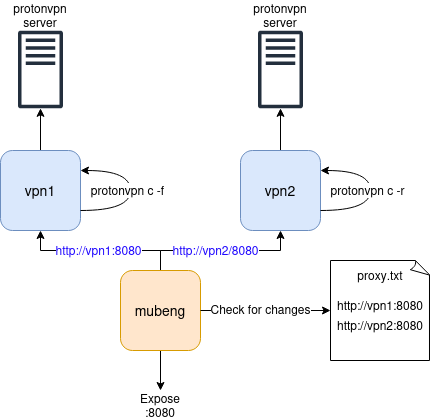 protonvpn
server
protonvpn
server
vpn1
protonvpn c -f
vpn2
protonvpn c -r
http://vpn1:8080
http://vpn2/8080
mubeng
Check for changes
proxy.txt
http://vpn1:8080
http://vpn2:8080
Expose
:8080